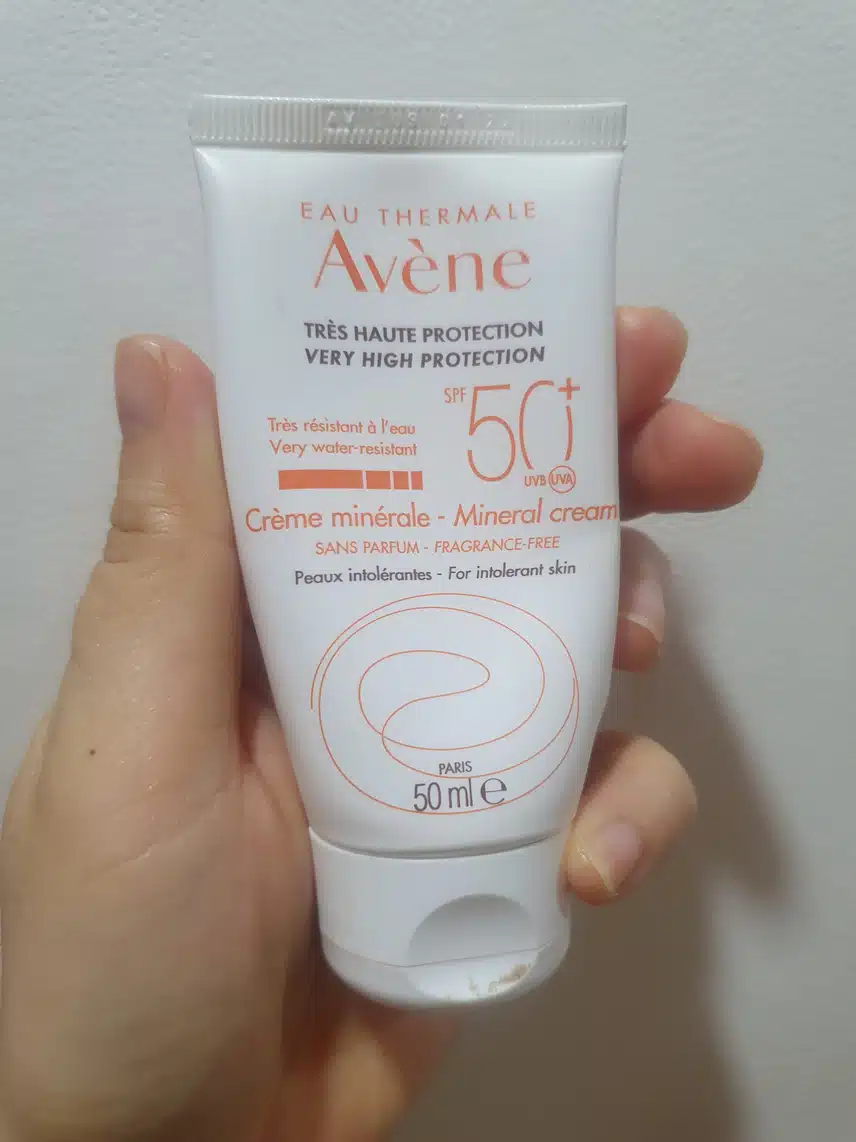 EAU THERMALE
Avène
TRÈS HAUTE PROTECTION
VERY HIGH PROTECTION
SPF 50+
Très résistant à l'eau
Very water-resistant
UVB UVA
Crème minérale - Mineral cream
SANS PARFUM - FRAGRANCE-FREE
Peaux intolérantes - For intolerant skin
PARIS
50 ml e